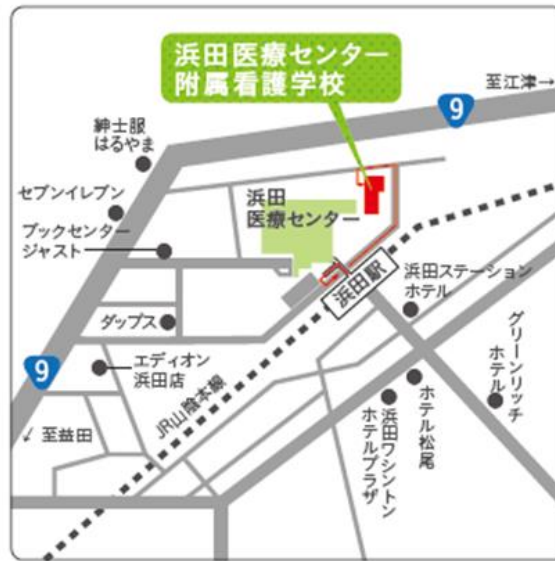 浜田医療センター
附属看護学校
9
至江津→
紳士服
はるやま
セブンイレブン
ブックセンター
ジャスト
浜田
医療センター
浜田駅
浜田ステーション
ホテル
ダップス
エディオン
浜田店
9
↙至益田
JR山陰本線
グリーンリッチ
ホテル
ホテル松尾
浜田ワシントン
ホテルプラザ